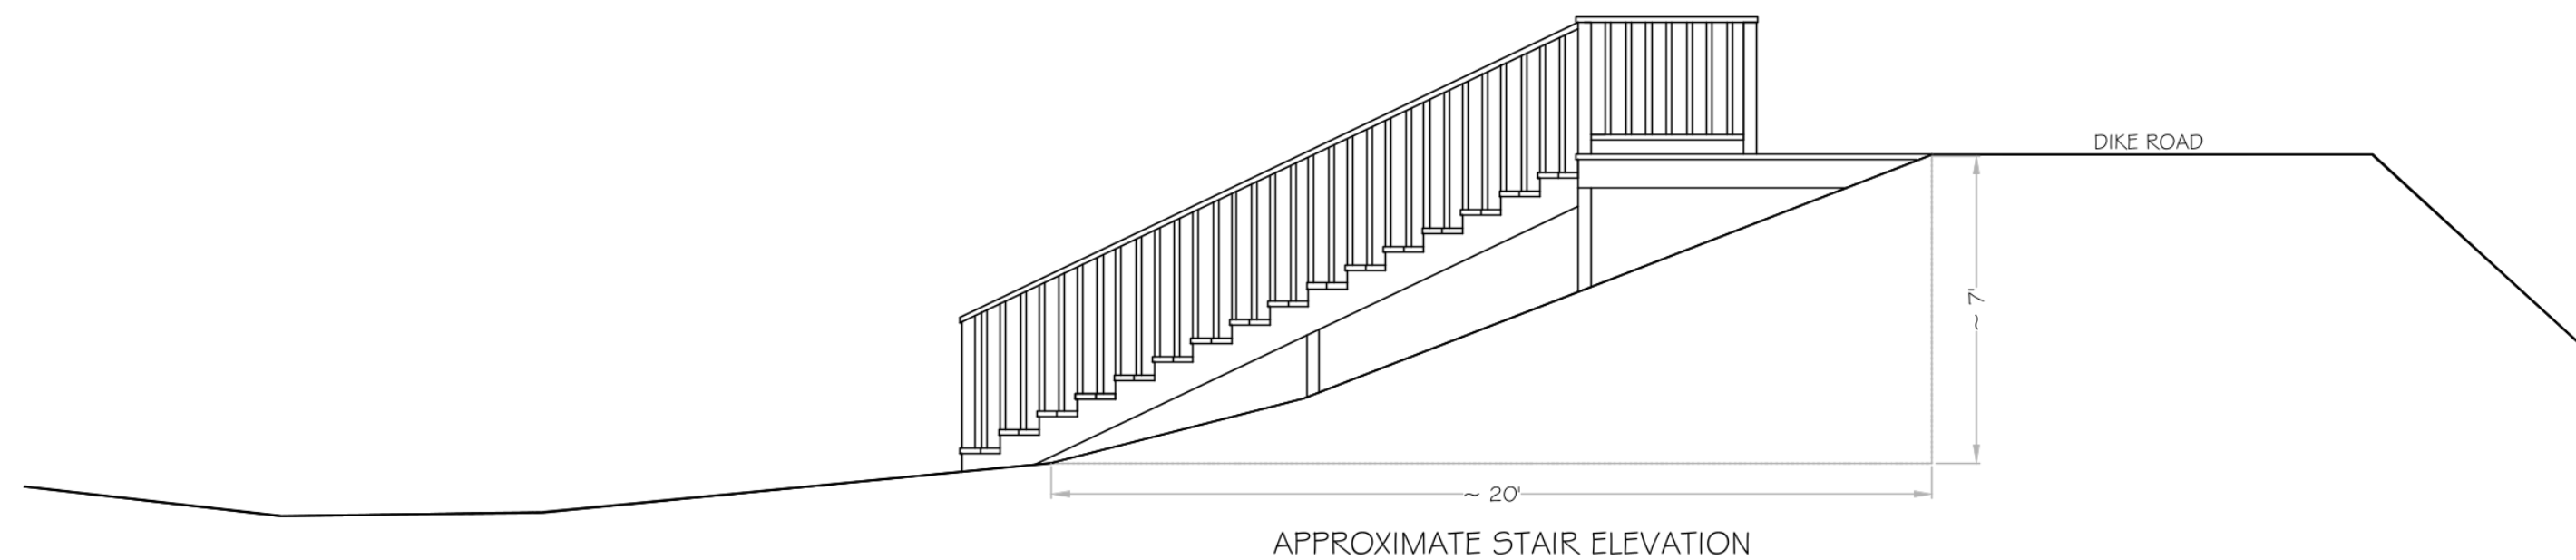 DIKE ROAD
~ 7'
~ 20'
APPROXIMATE STAIR ELEVATION